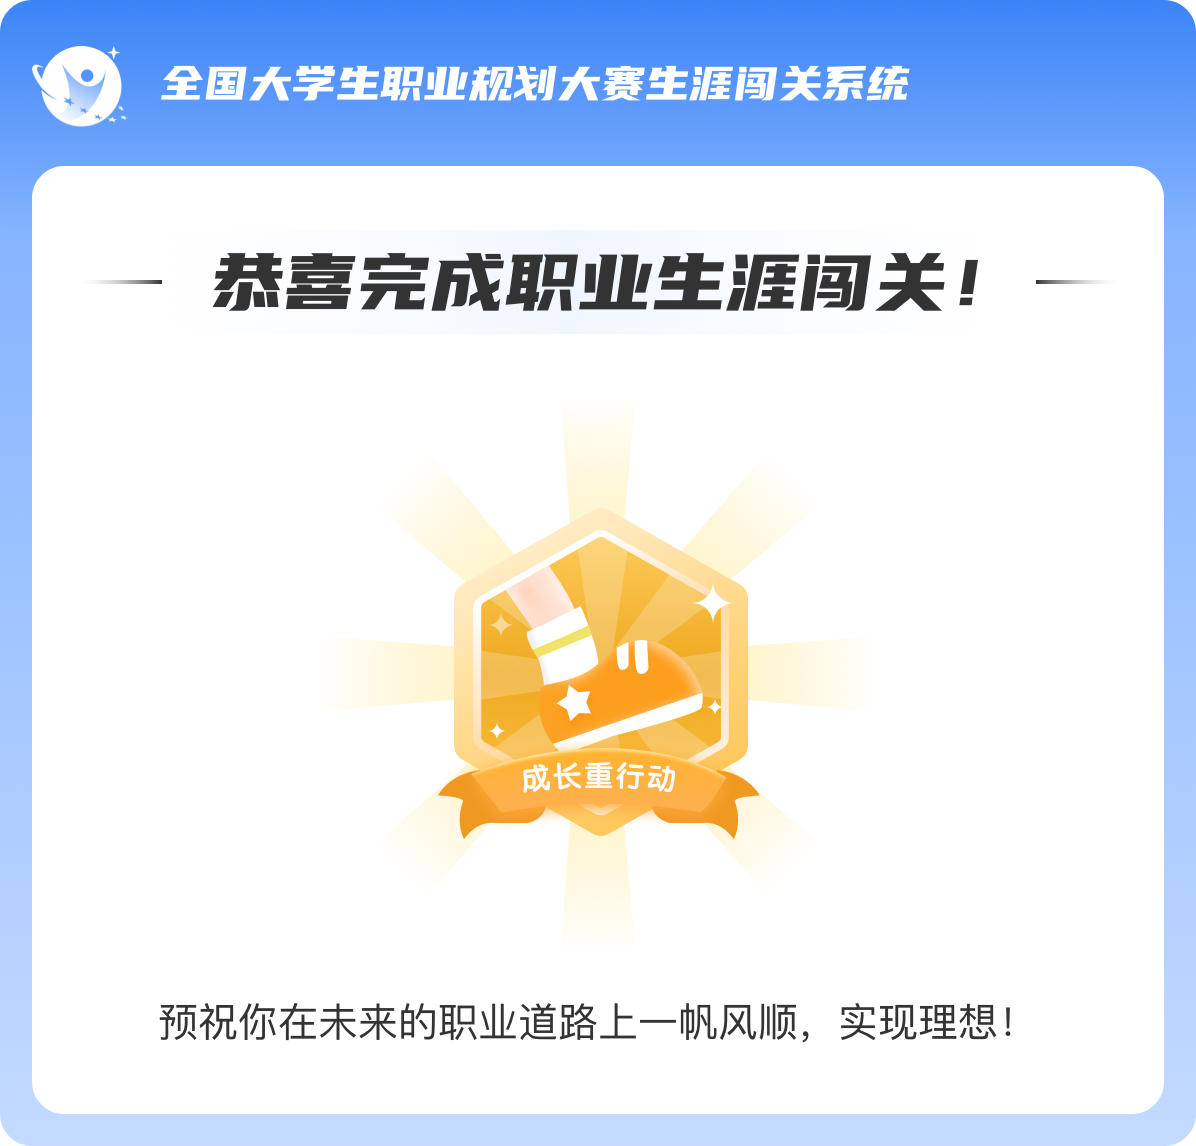 全国大学生职业规划大赛生涯闯关系统
恭喜完成职业生涯闯关！
成长重行动
预祝你在未来的职业道路上一帆风顺，实现理想！